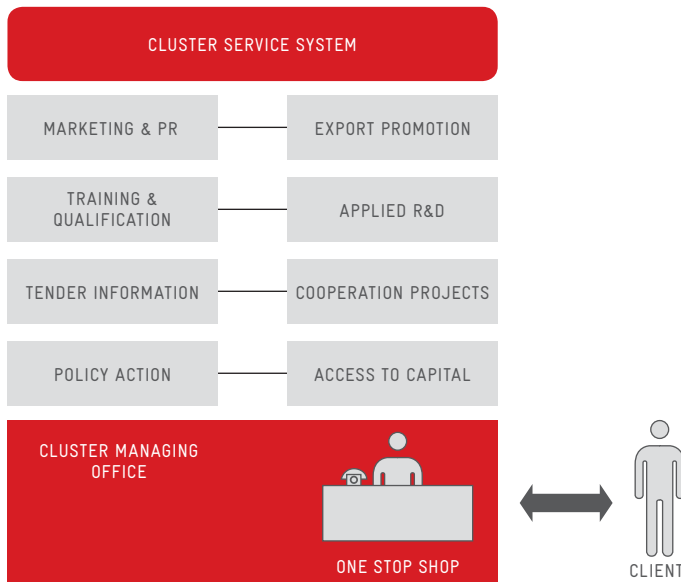 CLUSTER SERVICE SYSTEM
MARKETING & PR
EXPORT PROMOTION
TRAINING &
QUALIFICATION
APPLIED R&D
TENDER INFORMATION
COOPERATION PROJECTS
POLICY ACTION
ACCESS TO CAPITAL
CLUSTER MANAGING
OFFICE
ONE STOP SHOP
CLIENT